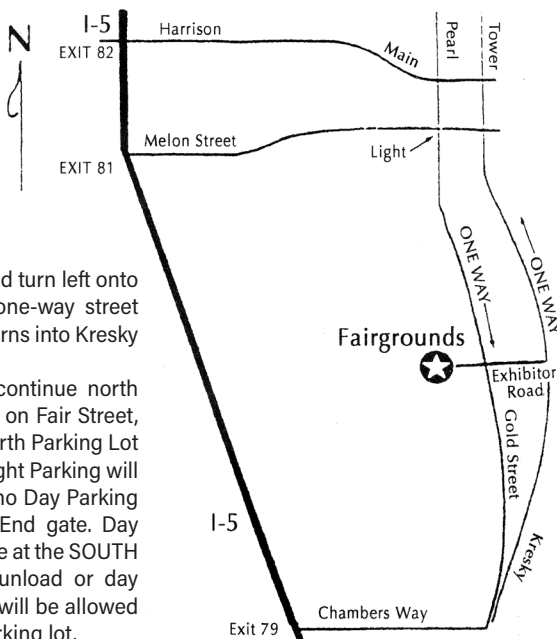 I-5
Harrison
N
EXIT 82
Main
Pearl
Tower
Melon Street
Light
EXIT 81
d turn left onto
one-way street
rns into Kresky
ONE WAY
ONE WAY
Fairgrounds
continue north
on Fair Street,
Exhibitor
Road
rth Parking Lot
ght Parking will
no Day Parking
Gold Street
End gate. Day
I-5
e at the SOUTH
Kresky
unload or day
will be allowed
Chambers Way
rking lot.
Exit 79